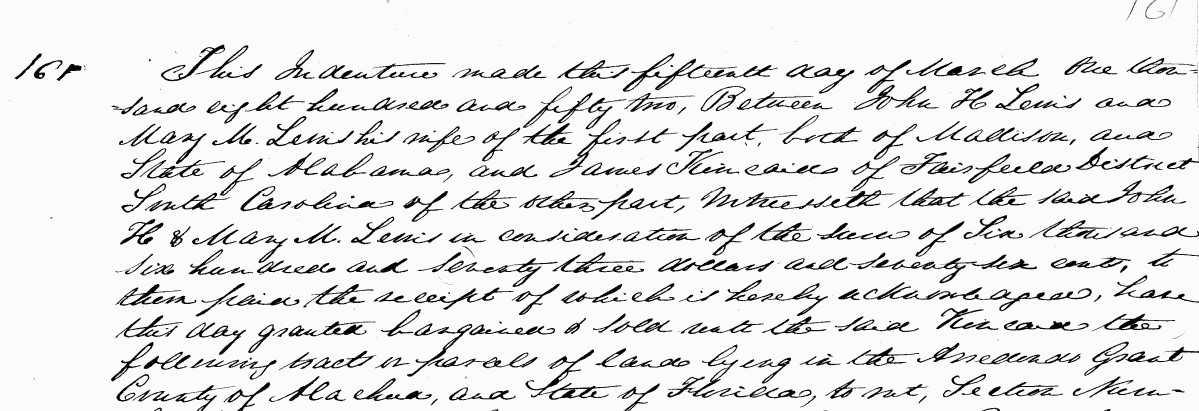 161
16 F This Indenture made this fifteenth day of March One thou-
-sand eight hundred and fifty two, Between John H Lewis and
Mary M. Lewis his wife of the first part, both of Madison, and
State of Alabama, and James Kincaid of Fairfield District
South Carolina of the other part, Witnesseth that the said John
H & Mary M. Lewis in consideration of the sum of Six thousand
six hundred and seventy three dollars and seventy six cents, to
them paid, the receipt of which is hereby acknowledged, have
this day granted bargained & sold unto the said Kincaid the
following tracts or parcels of land lying in the Arredondo Grant
County of Alachua, and State of Florida, to wit, Section Num-